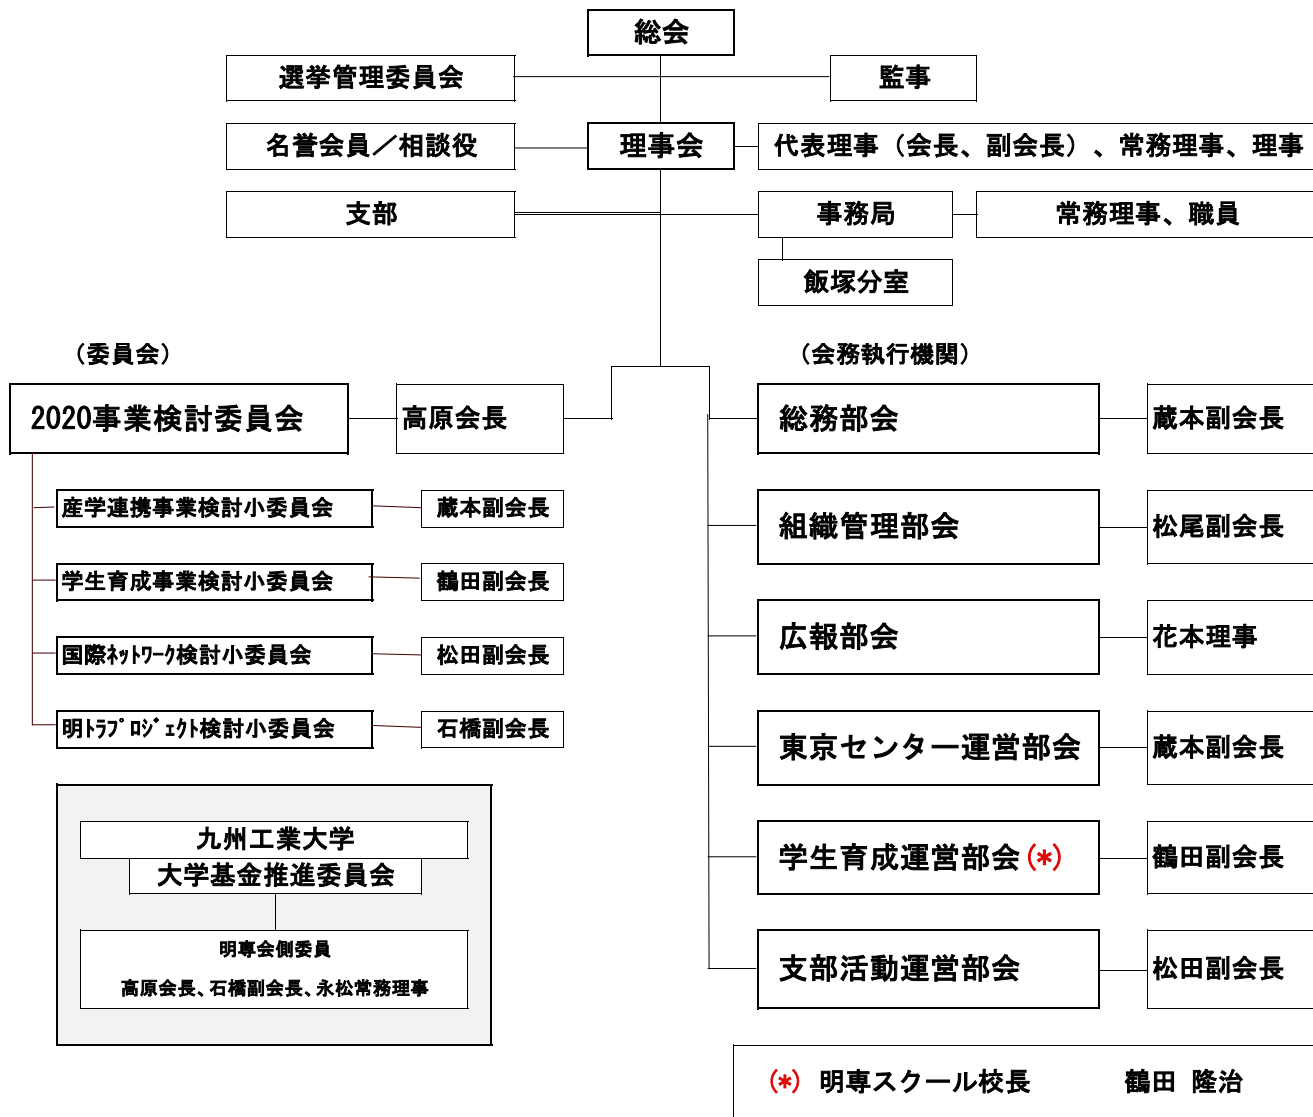 総会
選挙管理委員会
監事
名誉会員／相談役
理事会
代表理事（会長、副会長）、常務理事、理事
支部
事務局
常務理事、職員
飯塚分室
（委員会）
（会務執行機関）
2020事業検討委員会
高原会長
総務部会
蔵本副会長
産学連携事業検討小委員会
蔵本副会長
組織管理部会
松尾副会長
学生育成事業検討小委員会
鶴田副会長
広報部会
花本理事
国際ﾈｯﾄﾜｰｸ検討小委員会
松田副会長
明ﾄﾗﾌﾟﾛｼﾞｪｸﾄ検討小委員会
石橋副会長
東京センター運営部会
蔵本副会長
九州工業大学
大学基金推進委員会
学生育成運営部会(*)
鶴田副会長
明専会側委員
高原会長、石橋副会長、永松常務理事
支部活動運営部会
松田副会長
(*) 明専スクール校長 鶴田 隆治